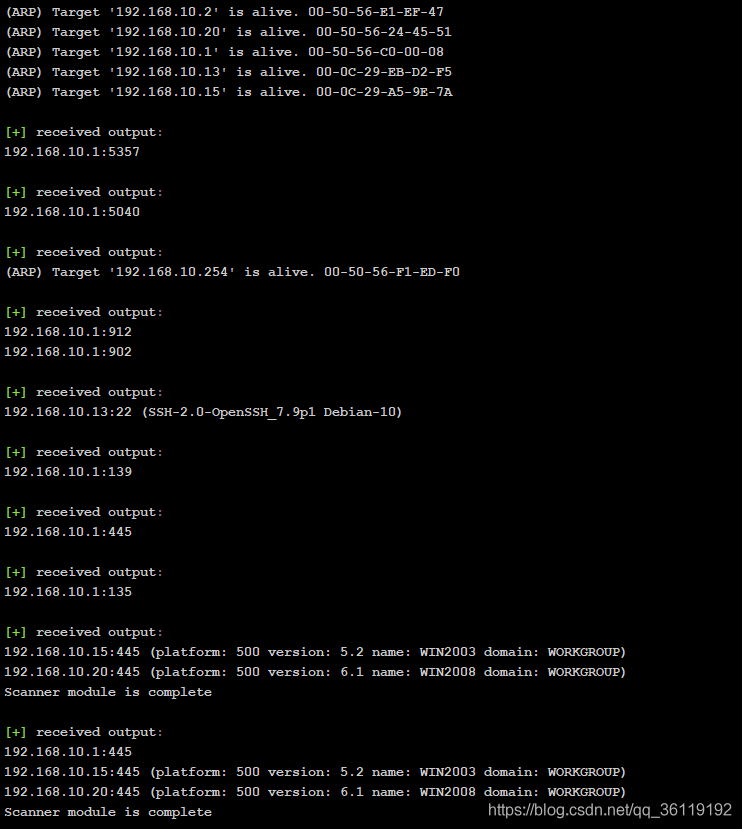 (ARP) Target '192.168.10.2' is alive. 00-50-56-E1-EF-47
(ARP) Target '192.168.10.20' is alive. 00-50-56-24-45-51
(ARP) Target '192.168.10.1' is alive. 00-50-56-C0-00-08
(ARP) Target '192.168.10.13' is alive. 00-0C-29-EB-D2-F5
(ARP) Target '192.168.10.15' is alive. 00-0C-29-A5-9E-7A
[+] received output:
192.168.10.1:5357
[+] received output:
192.168.10.1:5040
[+] received output:
(ARP) Target '192.168.10.254' is alive. 00-50-56-F1-ED-F0
[+] received output:
192.168.10.1:912
192.168.10.1:902
[+] received output:
192.168.10.13:22 (SSH-2.0-OpenSSH_7.9p1 Debian-10)
[+] received output:
192.168.10.1:139
[+] received output:
192.168.10.1:445
[+] received output:
192.168.10.1:135
[+] received output:
192.168.10.15:445 (platform: 500 version: 5.2 name: WIN2003 domain: WORKGROUP)
192.168.10.20:445 (platform: 500 version: 6.1 name: WIN2008 domain: WORKGROUP)
Scanner module is complete
[+] received output:
192.168.10.1:445
192.168.10.15:445 (platform: 500 version: 5.2 name: WIN2003 domain: WORKGROUP)
192.168.10.20:445 (platform: 500 version: 6.1 name: WIN2008 domain: WORKGROUP)
Scanner module is complete
https://blog.csdn.net/qq_36119192